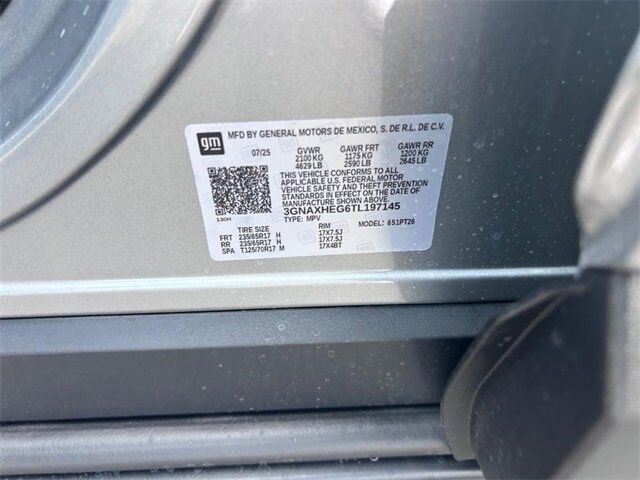 gm
MFD BY GENERAL MOTORS DE MEXICO, S. DE R.L. DE C.V.
07/25 GVWR GAWR FRT GAWR RR
2100 KG 1175 KG 1200 KG
4629 LB 2590 LB 2645 LB
THIS VEHICLE CONFORMS TO ALL
APPLICABLE U.S. FEDERAL MOTOR
VEHICLE SAFETY AND THEFT PREVENTION
STANDARDS IN EFFECT ON THE DATE OF
MANUFACTURE SHOWN ABOVE.
3GNAXHEG6TL197145
130H
TYPE: MPV MODEL: 651PT26
TIRE SIZE RIM
FRT 235/65R17 H 17X7.5J
RR 235/65R17 H 17X7.5J
SPA T125/70R17 M 17X4BT